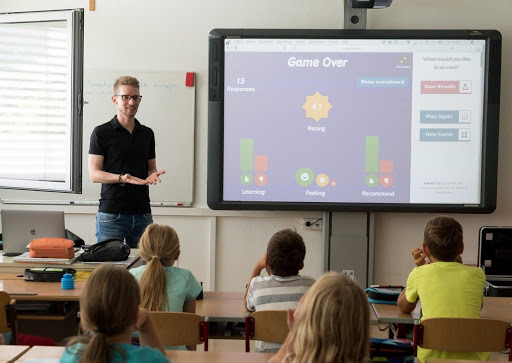 Game Over
15
Responses
Show scoreboard
4.1
Rating
Learning
Feeling
Recommend
What would you like
to do next?
Save Results
Play Again
New Game